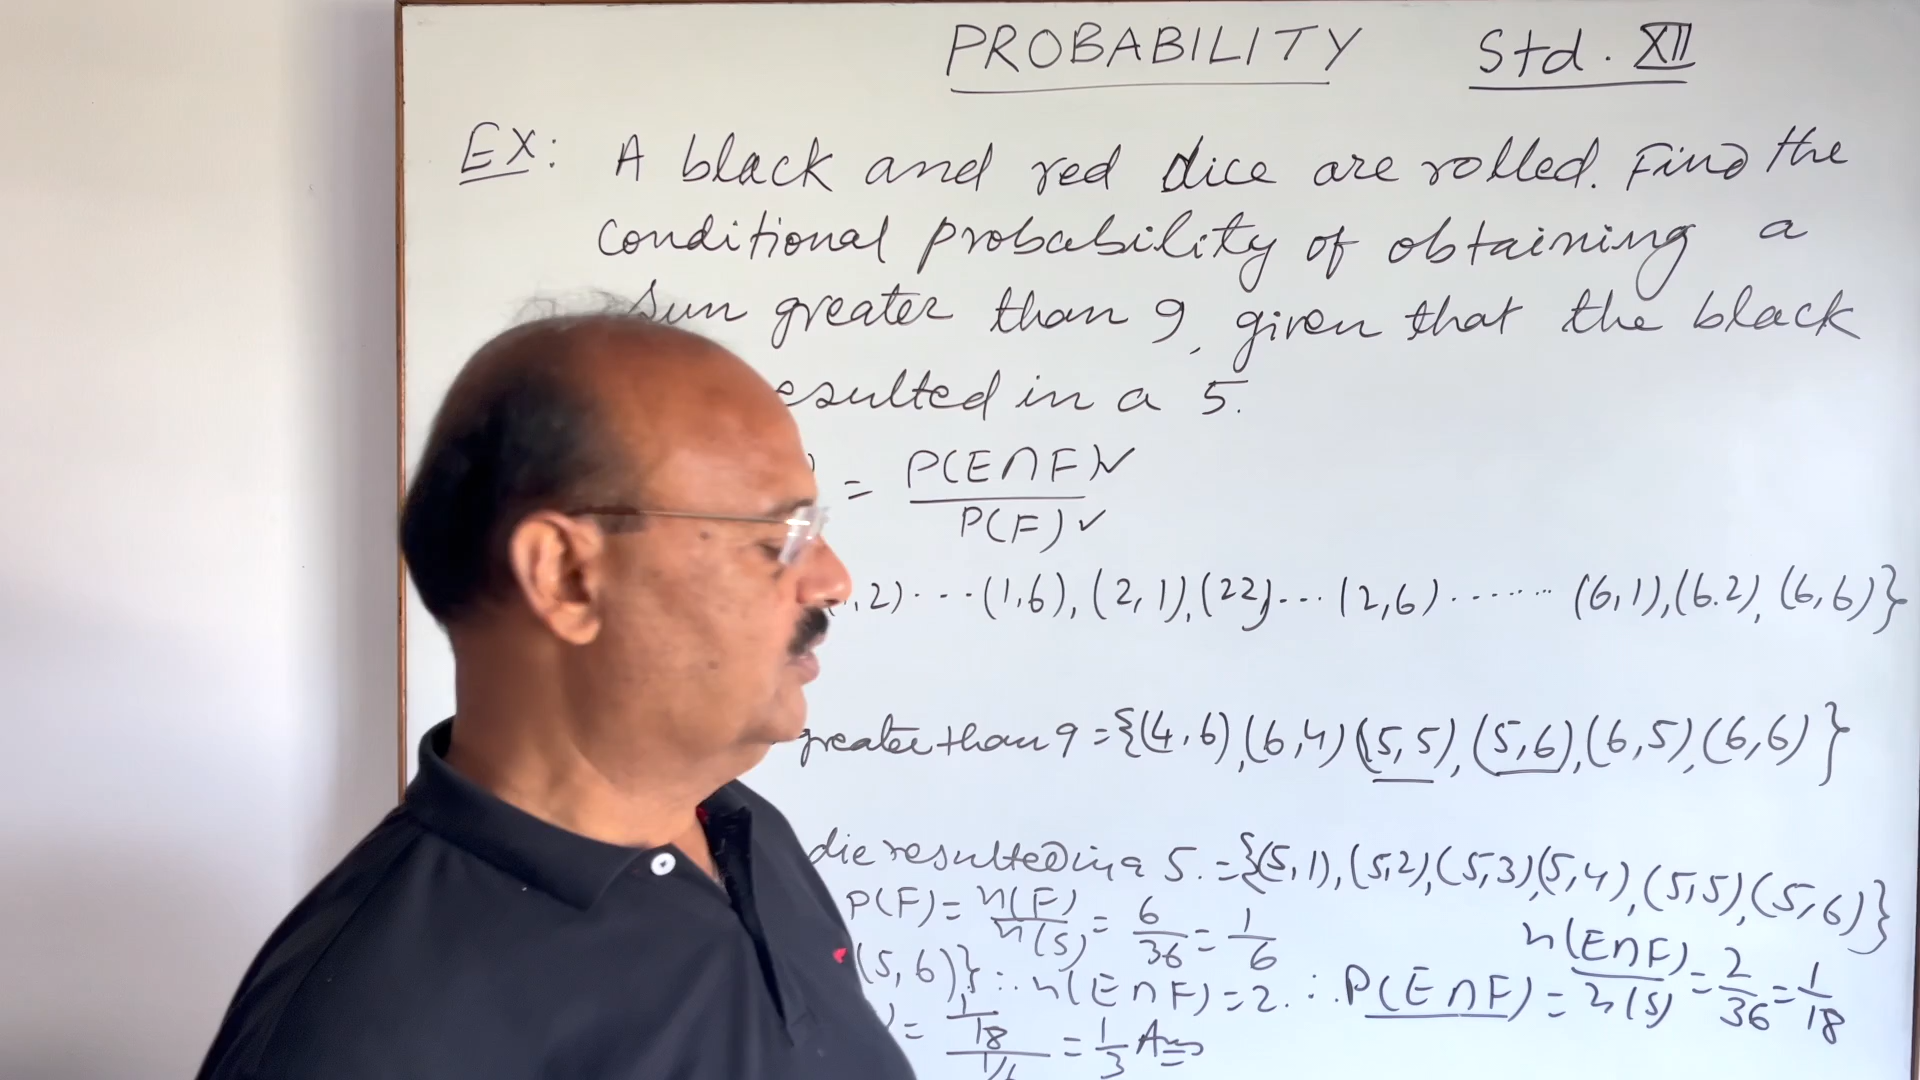 PROBABILITY Std. XII
EX: A black and red dice are rolled. Find the
conditional probability of obtaining a
sum greater than 9, given that the black
esulted in a 5.
) = P(E∩F)✓
P(F)✓
,2)...(1,6),(2,1),(22)...(2,6)........(6,1),(6.2),(6,6)}
greater than 9 = {(4,6),(6,4)(5,5),(5,6),(6,5),(6,6)}
die resulted in a 5. = {(5,1),(5,2),(5,3),(5,4),(5,5),(5,6)}
P(F) = n(F)/n(S) = 6/36 = 1/6
(5,6)} ∴ n(E∩F) = 2. ∴ P(E∩F) = n(E∩F)/n(S) = 2/36 = 1/18
) = 1/18 / 1/6 = 1/3 Ans